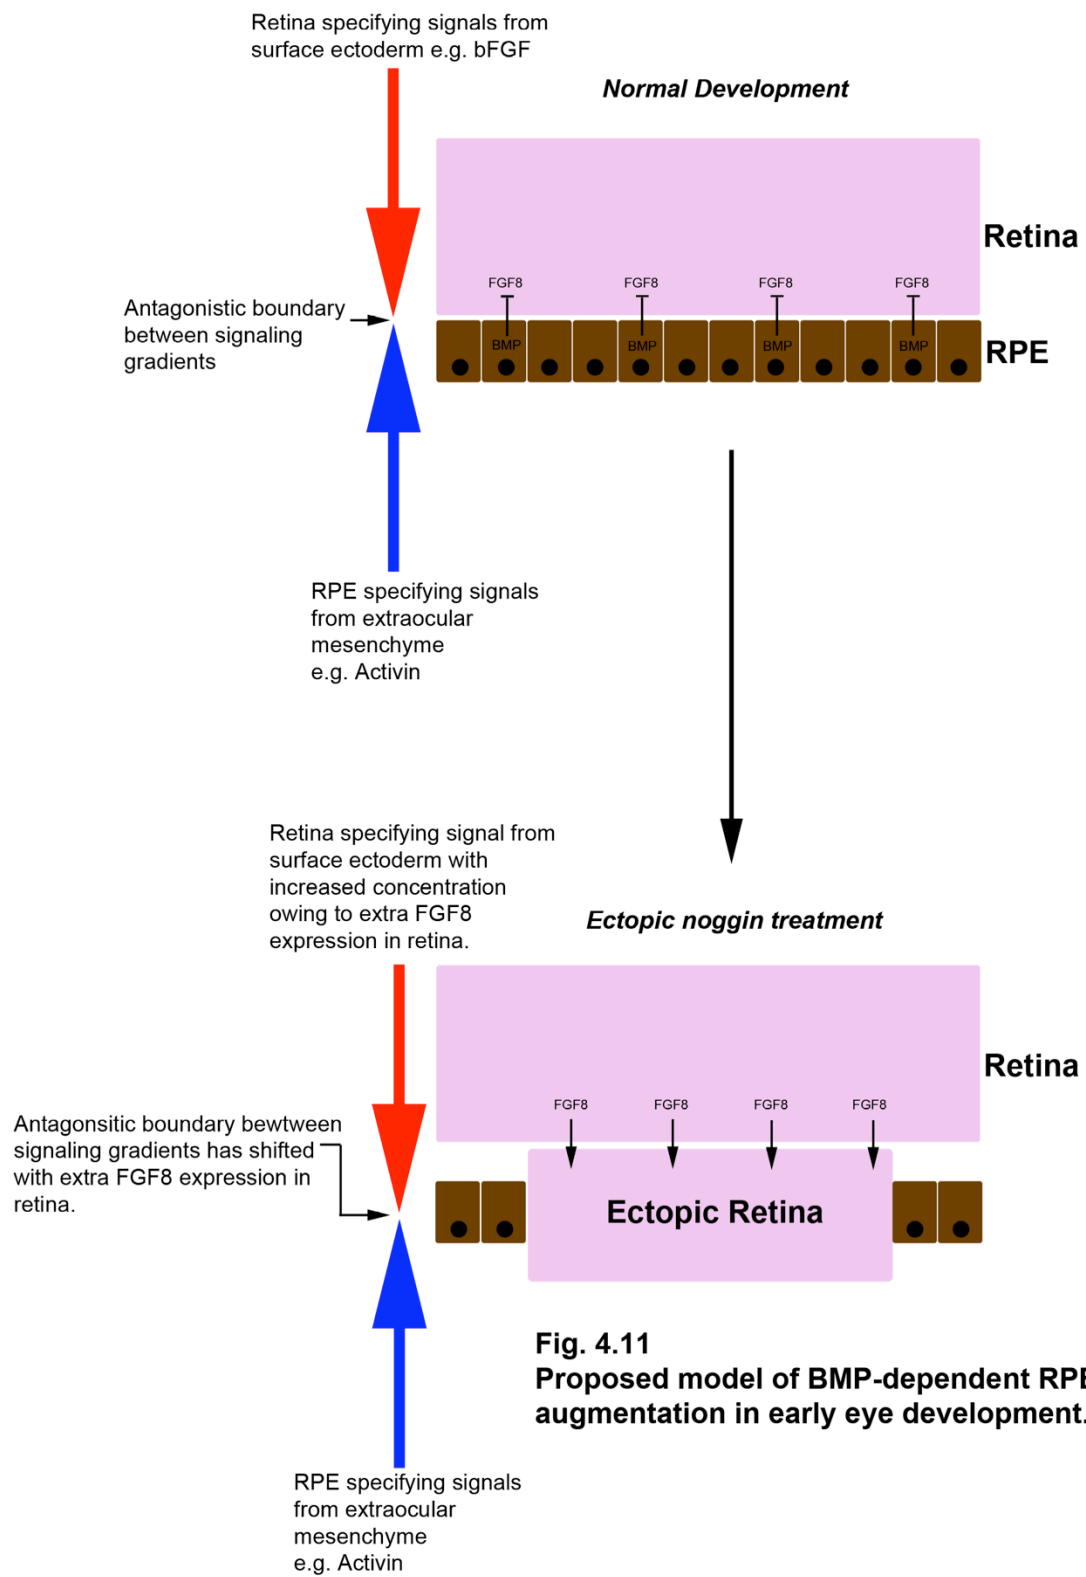 Retina specifying signals from
surface ectoderm e.g. bFGF
Normal Development
Retina
FGF8 FGF8 FGF8 FGF8
Antagonistic boundary
between signaling
gradients
BMP BMP BMP BMP
RPE
RPE specifying signals
from extraocular
mesenchyme
e.g. Activin
Retina specifying signal from
surface ectoderm with
increased concentration
owing to extra FGF8
expression in retina.
Ectopic noggin treatment
Retina
FGF8 FGF8 FGF8 FGF8
Antagonsitic boundary bewtween
signaling gradients has shifted
with extra FGF8 expression in
retina.
Ectopic Retina
Fig. 4.11
Proposed model of BMP-dependent RPE
augmentation in early eye development.
RPE specifying signals
from extraocular
mesenchyme
e.g. Activin